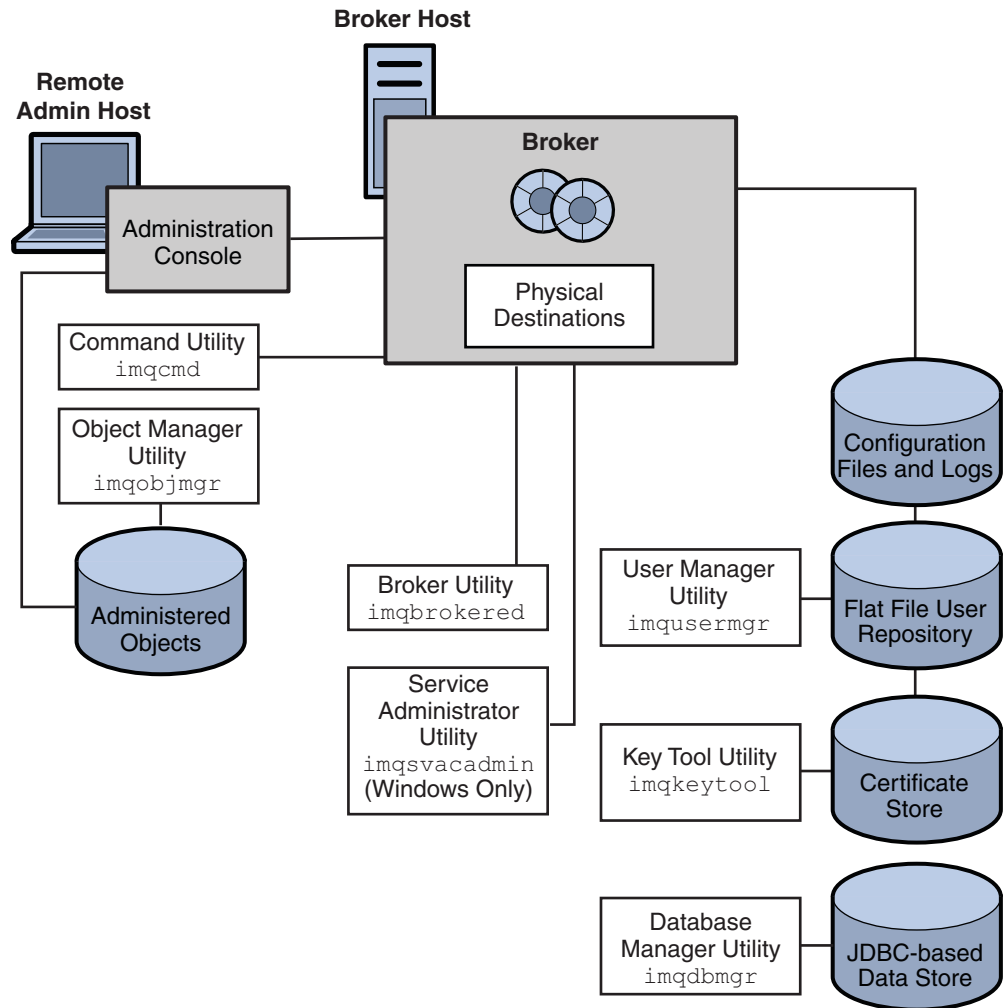 Broker Host
Remote
Admin Host
Broker
Administration
Console
Physical
Destinations
Command Utility
imqcmd
Object Manager
Utility
imqobjmgr
Configuration
Files and Logs
Administered
Objects
Broker Utility
imqbrokered
User Manager
Utility
imqusermgr
Flat File User
Repository
Service
Administrator
Utility
imqsvacadmin
(Windows Only)
Key Tool Utility
imqkeytool
Certificate
Store
Database
Manager Utility
imqdbmgr
JDBC-based
Data Store